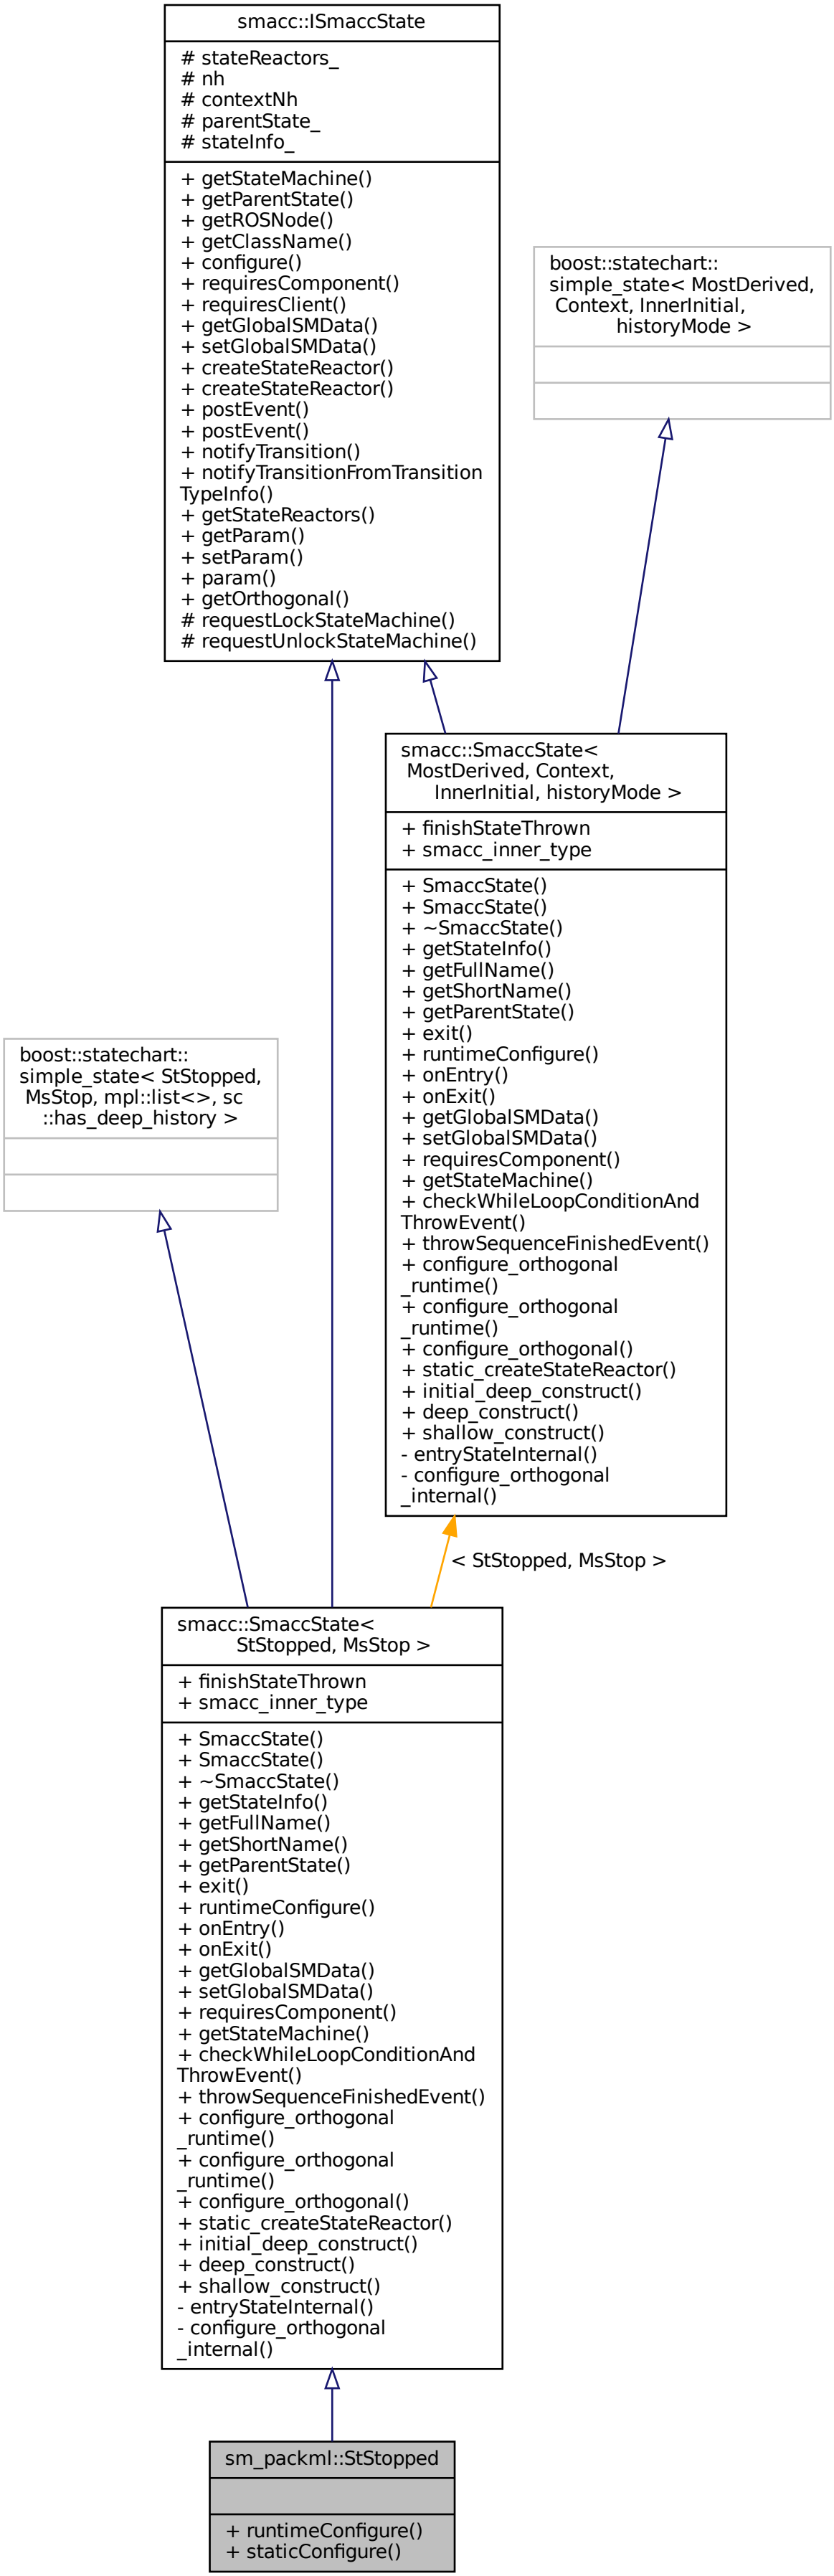 smacc::ISmaccState
# stateReactors_
# nh
# contextNh
# parentState_
# stateInfo_
+ getStateMachine()
+ getParentState()
+ getROSNode()
+ getClassName()
+ configure()
+ requiresComponent()
+ requiresClient()
+ getGlobalSMData()
+ setGlobalSMData()
+ createStateReactor()
+ createStateReactor()
+ postEvent()
+ postEvent()
+ notifyTransition()
+ notifyTransitionFromTransition
TypeInfo()
+ getStateReactors()
+ getParam()
+ setParam()
+ param()
+ getOrthogonal()
# requestLockStateMachine()
# requestUnlockStateMachine()
boost::statechart::
simple_state< MostDerived,
Context, InnerInitial,
historyMode >
smacc::SmaccState<
MostDerived, Context,
InnerInitial, historyMode >
+ finishStateThrown
+ smacc_inner_type
+ SmaccState()
+ SmaccState()
+ ~SmaccState()
+ getStateInfo()
+ getFullName()
+ getShortName()
+ getParentState()
+ exit()
+ runtimeConfigure()
+ onEntry()
+ onExit()
+ getGlobalSMData()
+ setGlobalSMData()
+ requiresComponent()
+ getStateMachine()
+ checkWhileLoopConditionAnd
ThrowEvent()
+ throwSequenceFinishedEvent()
+ configure_orthogonal
_runtime()
+ configure_orthogonal
_runtime()
+ configure_orthogonal()
+ static_createStateReactor()
+ initial_deep_construct()
+ deep_construct()
+ shallow_construct()
- entryStateInternal()
- configure_orthogonal
_internal()
boost::statechart::
simple_state< StStopped,
MsStop, mpl::list<>, sc
::has_deep_history >
< StStopped, MsStop >
smacc::SmaccState<
StStopped, MsStop >
+ finishStateThrown
+ smacc_inner_type
+ SmaccState()
+ SmaccState()
+ ~SmaccState()
+ getStateInfo()
+ getFullName()
+ getShortName()
+ getParentState()
+ exit()
+ runtimeConfigure()
+ onEntry()
+ onExit()
+ getGlobalSMData()
+ setGlobalSMData()
+ requiresComponent()
+ getStateMachine()
+ checkWhileLoopConditionAnd
ThrowEvent()
+ throwSequenceFinishedEvent()
+ configure_orthogonal
_runtime()
+ configure_orthogonal
_runtime()
+ configure_orthogonal()
+ static_createStateReactor()
+ initial_deep_construct()
+ deep_construct()
+ shallow_construct()
- entryStateInternal()
- configure_orthogonal
_internal()
sm_packml::StStopped
+ runtimeConfigure()
+ staticConfigure()